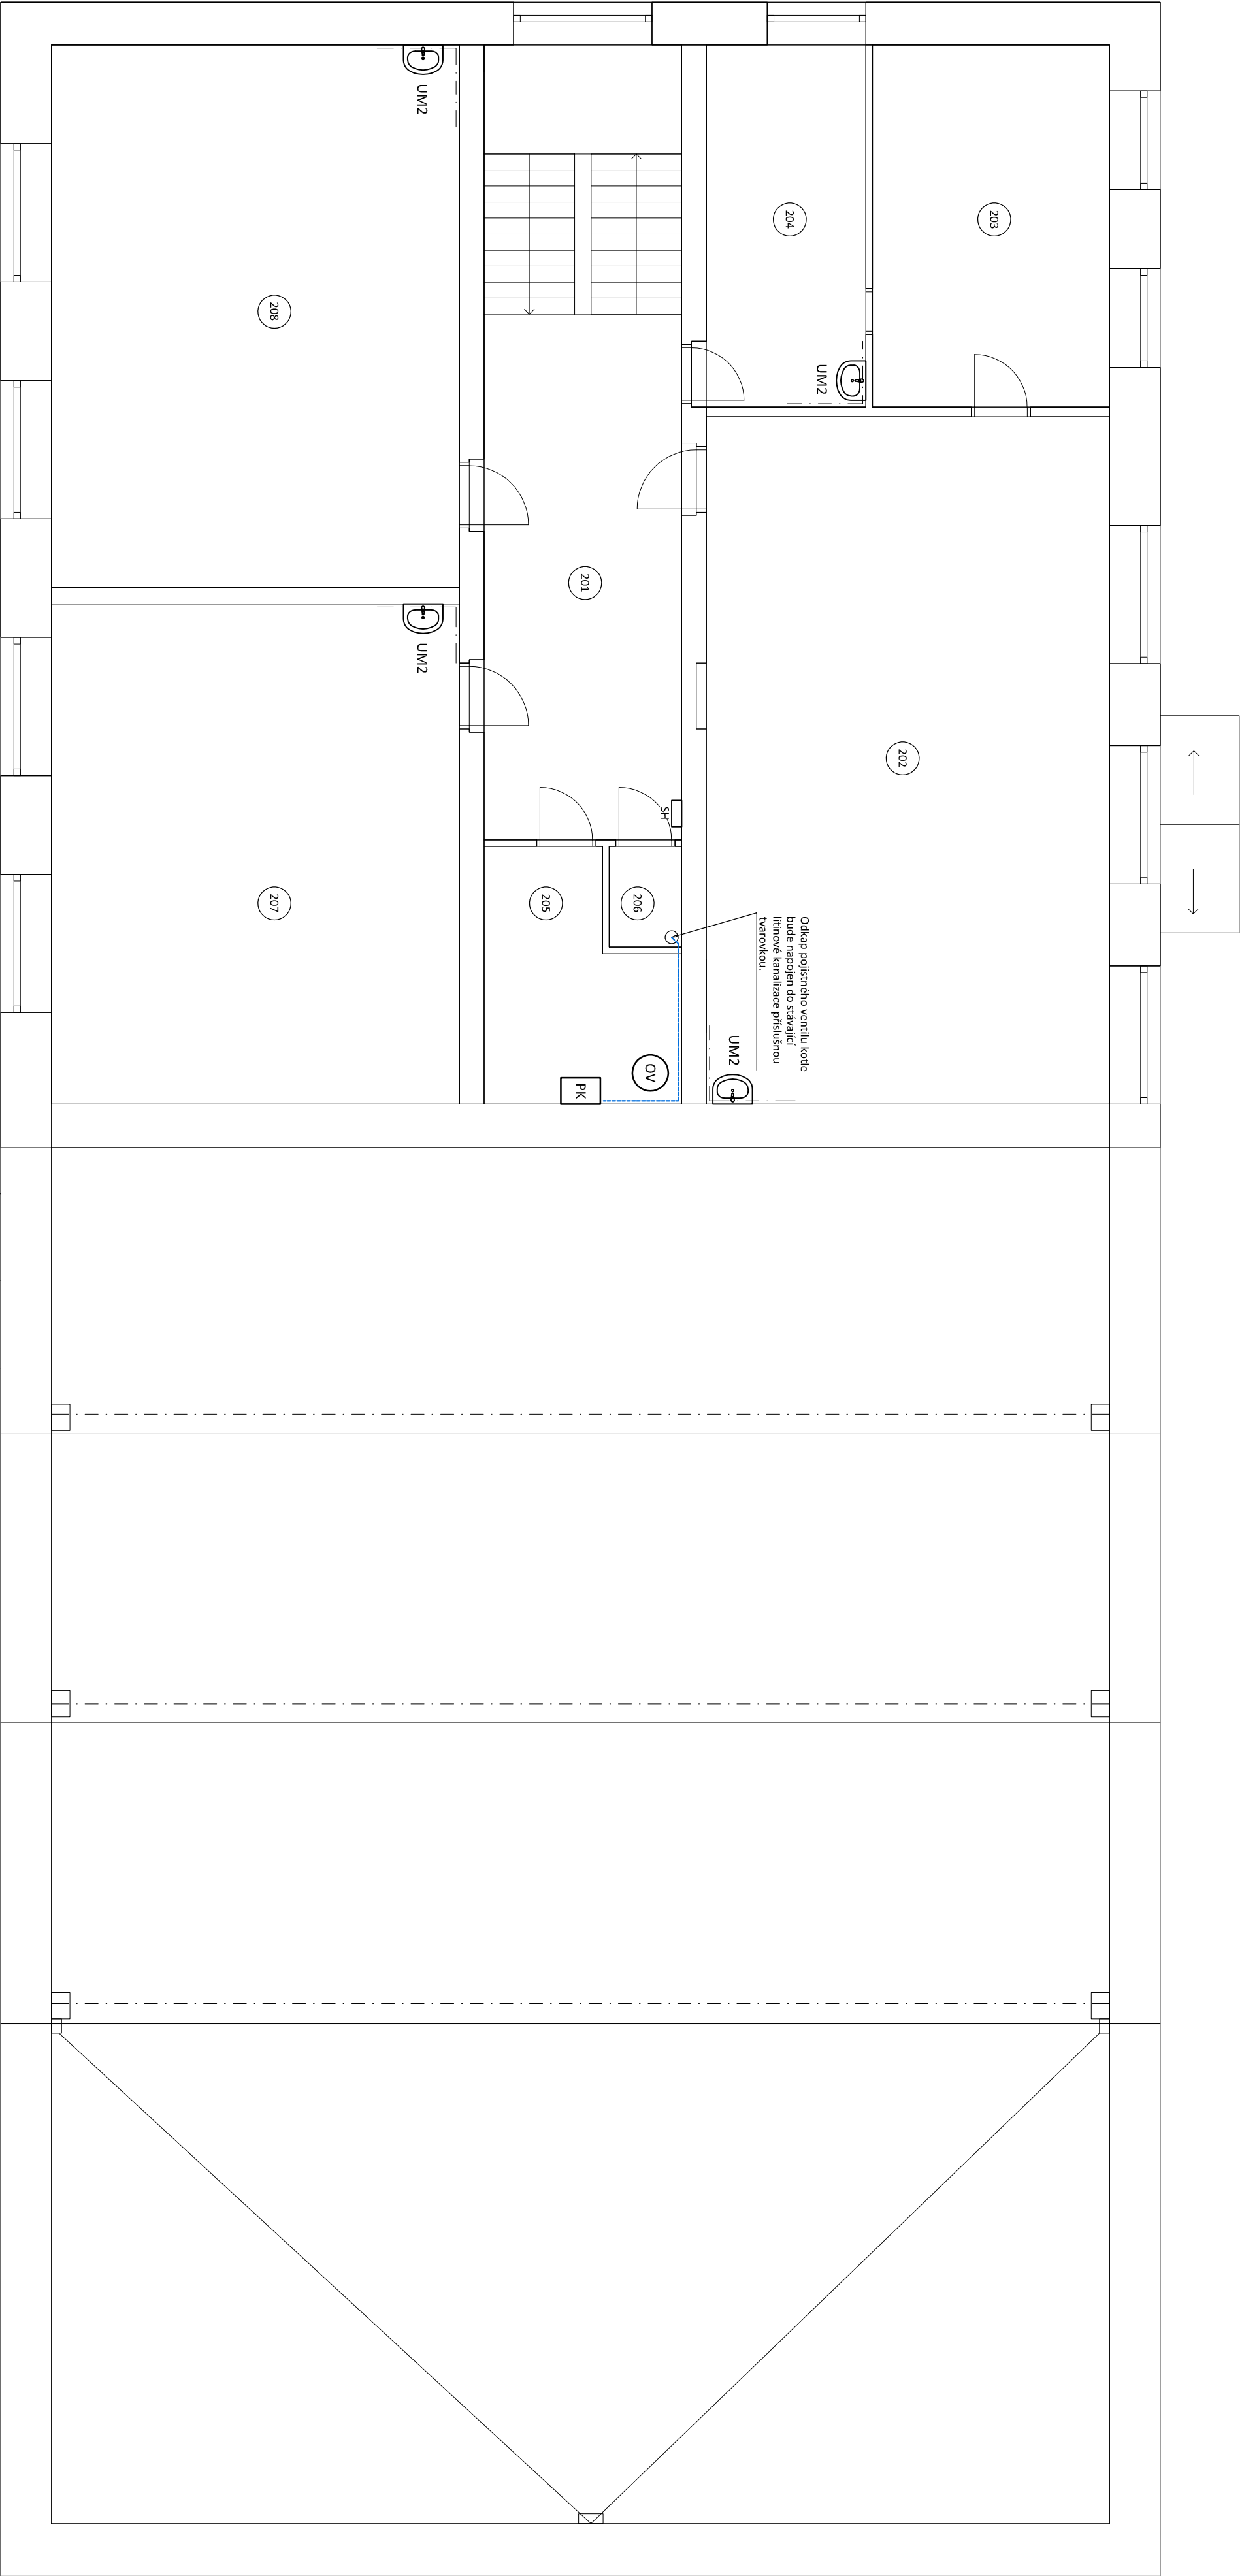 UM2
203
204
208
UM2
201
UM2
202
SH
207
205
206
Odkap pojistného ventilu kotle
bude napojen do stávající
litinové kanalizace příslušnou
tvarovkou.
UM2
OV
PK